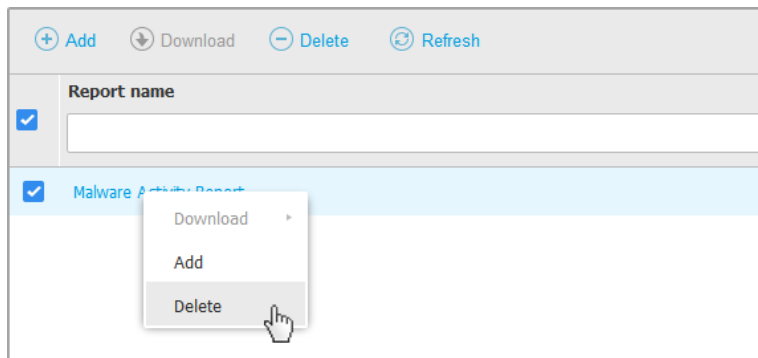 Add Download Delete Refresh
Report name
Malware Activity Report
Download
Add
Delete